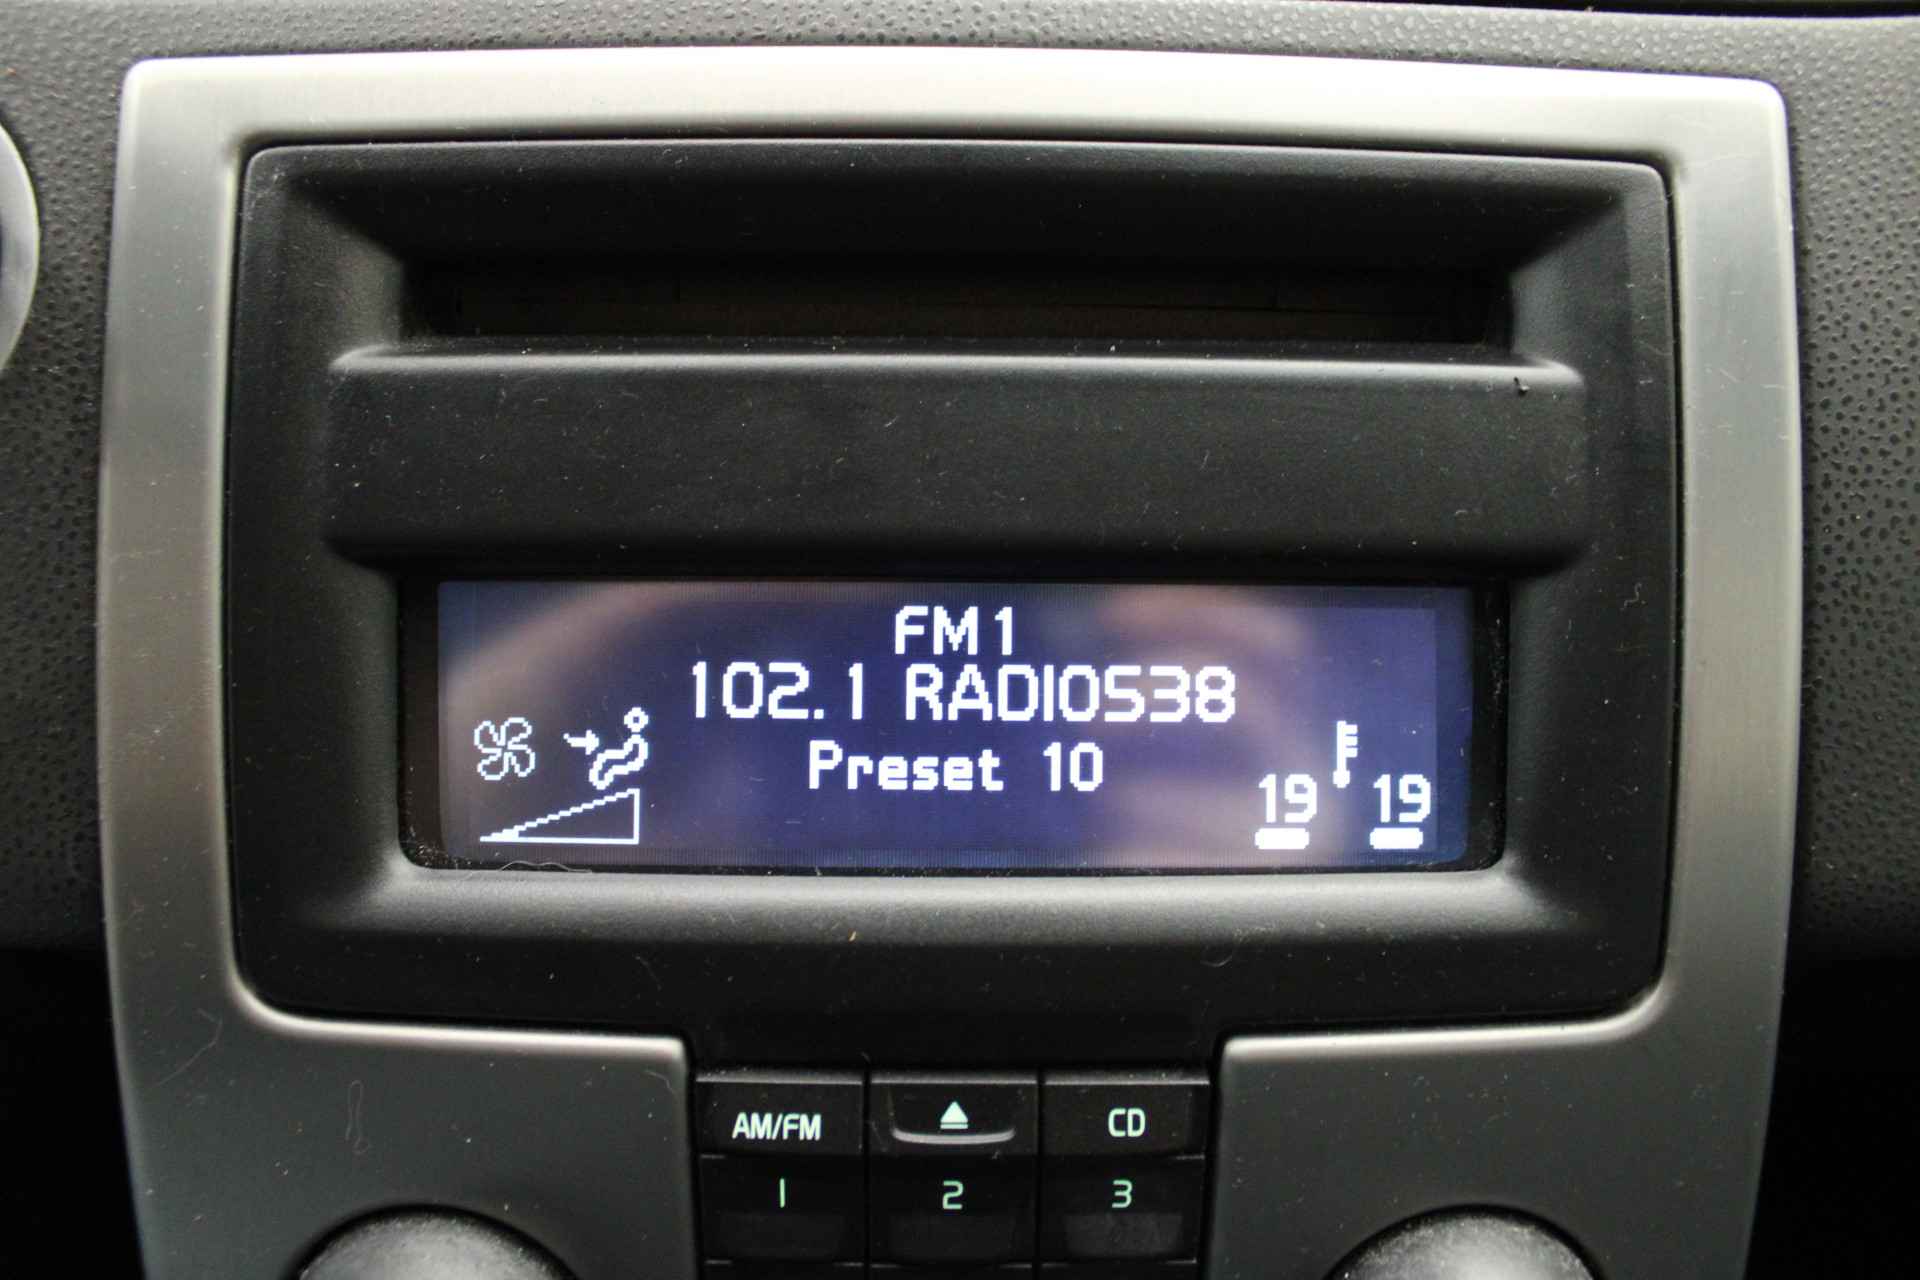 FM1
102.1 RADIO538
Preset 10
19 19
AM/FM CD
1 2 3